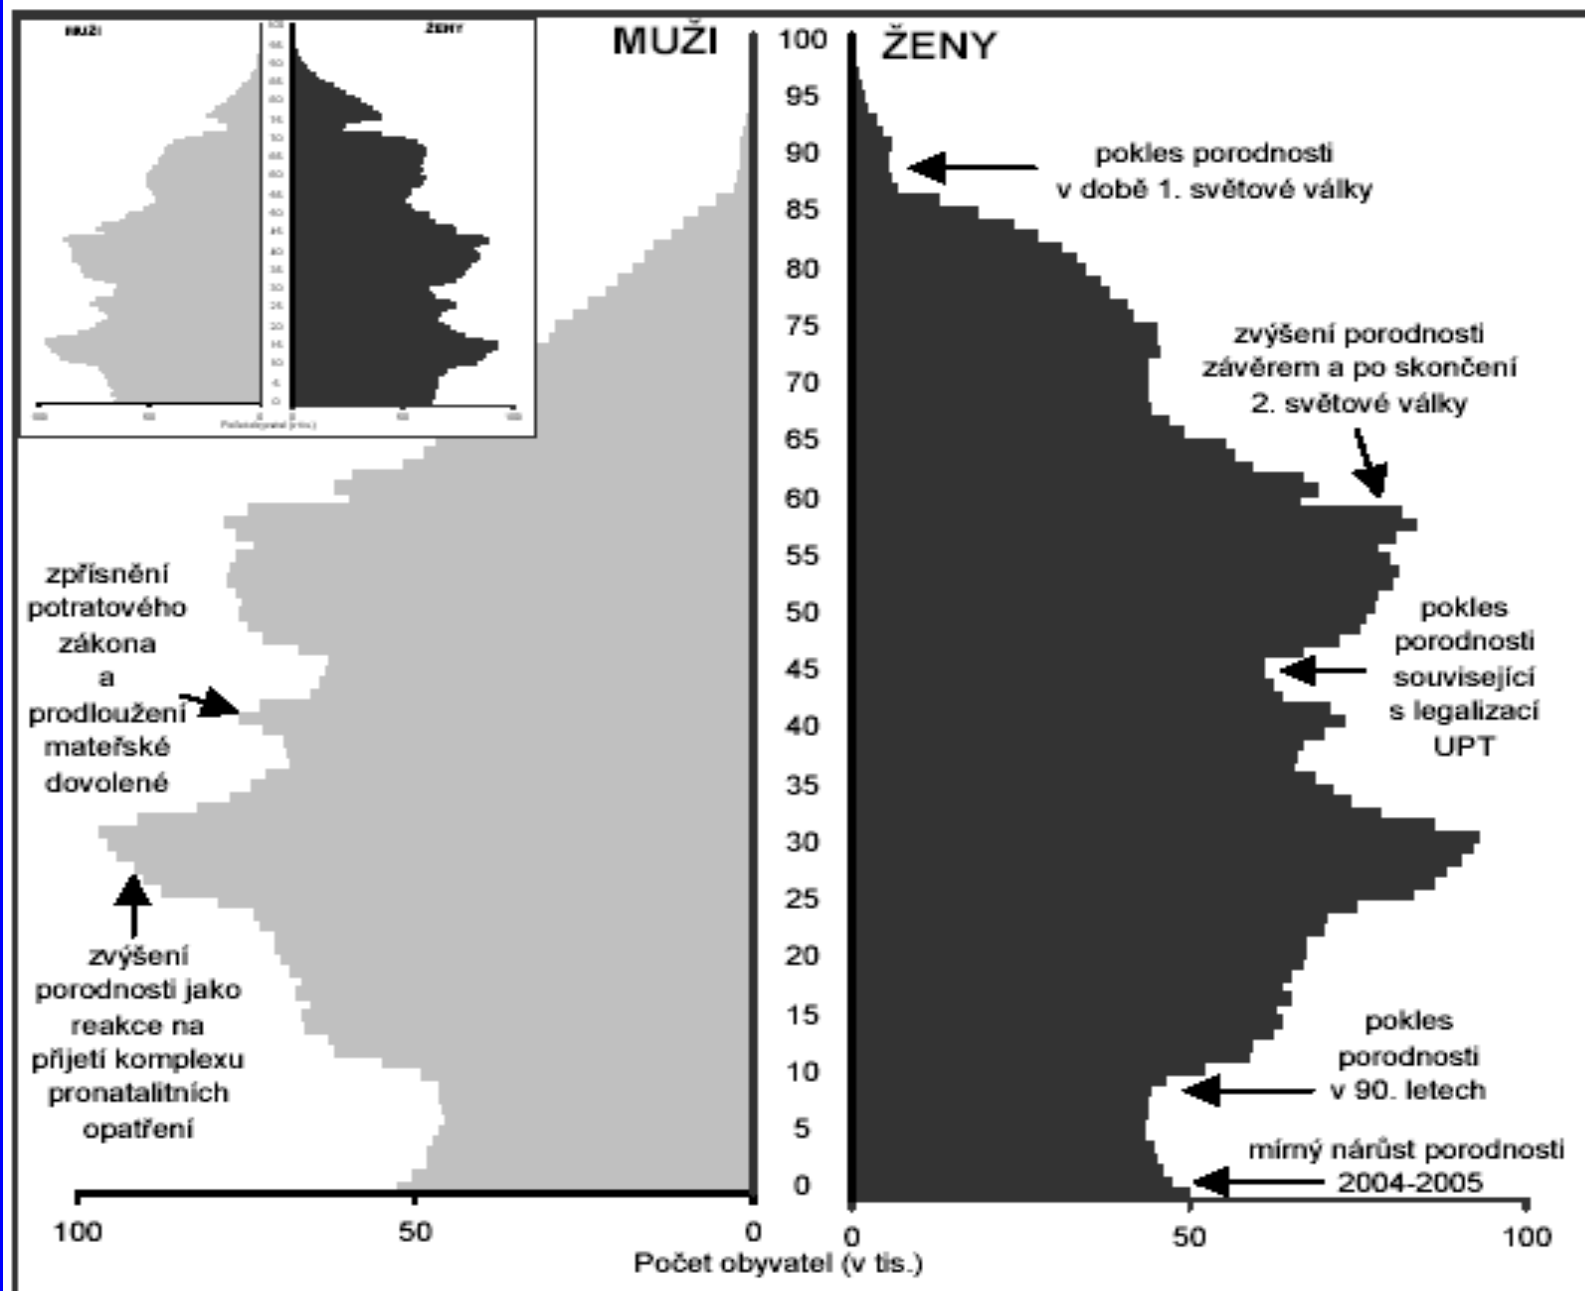 MUŽI
ŽENY
MUŽI
100
ŽENY
95
90
85
80
75
70
65
60
55
50
45
40
35
30
25
20
15
10
5
0
pokles porodnosti
v době 1. světové války
zvýšení porodnosti
závěrem a po skončení
2. světové války
zpřísnění
potratového
zákona
a
prodloužení
mateřské
dovolené
pokles
porodnosti
související
s legalizací
UPT
zvýšení
porodnosti jako
reakce na
přijetí komplexu
pronatalitních
opatření
pokles
porodnosti
v 90. letech
mírný nárůst porodnosti
2004-2005
100
50
0
0
50
100
Počet obyvatel (v tis.)